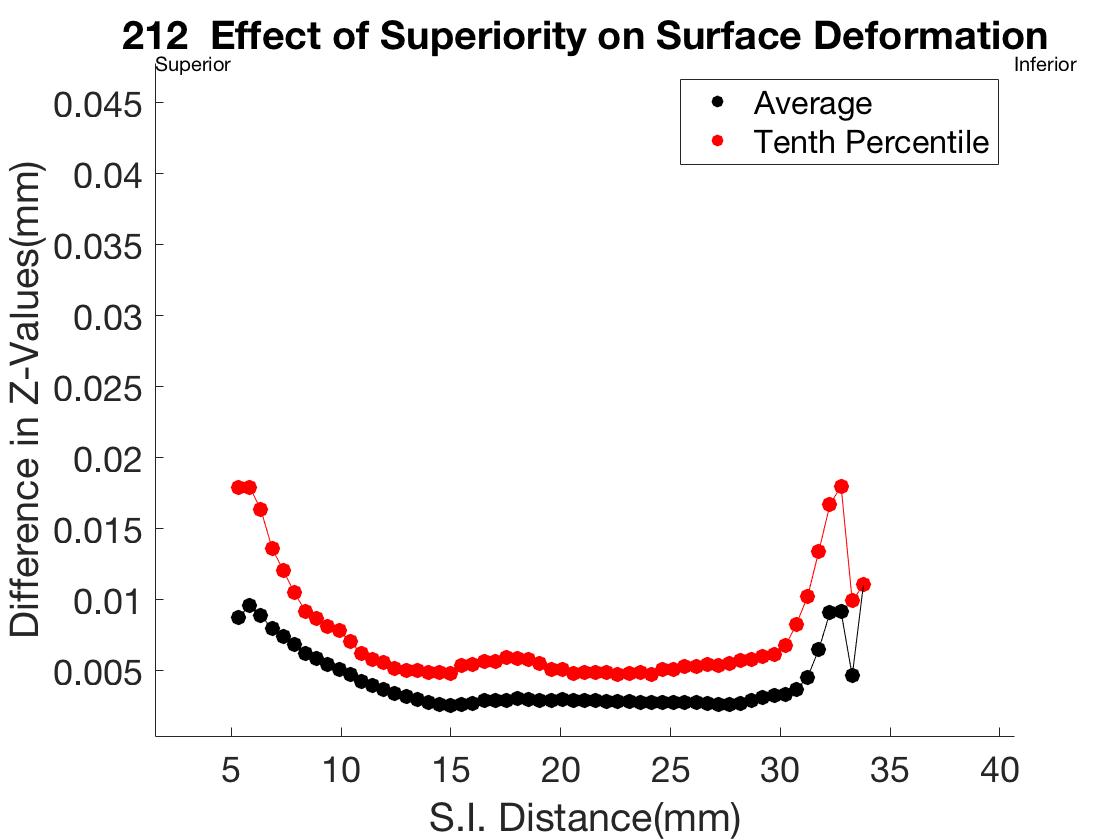 212  Effect of Superiority on Surface Deformation
Superior
Inferior
Average
Tenth Percentile
0.045
0.04
0.035
0.03
0.025
0.02
0.015
0.01
0.005
Difference in Z-Values(mm)
5 10 15 20 25 30 35 40
S.I. Distance(mm)